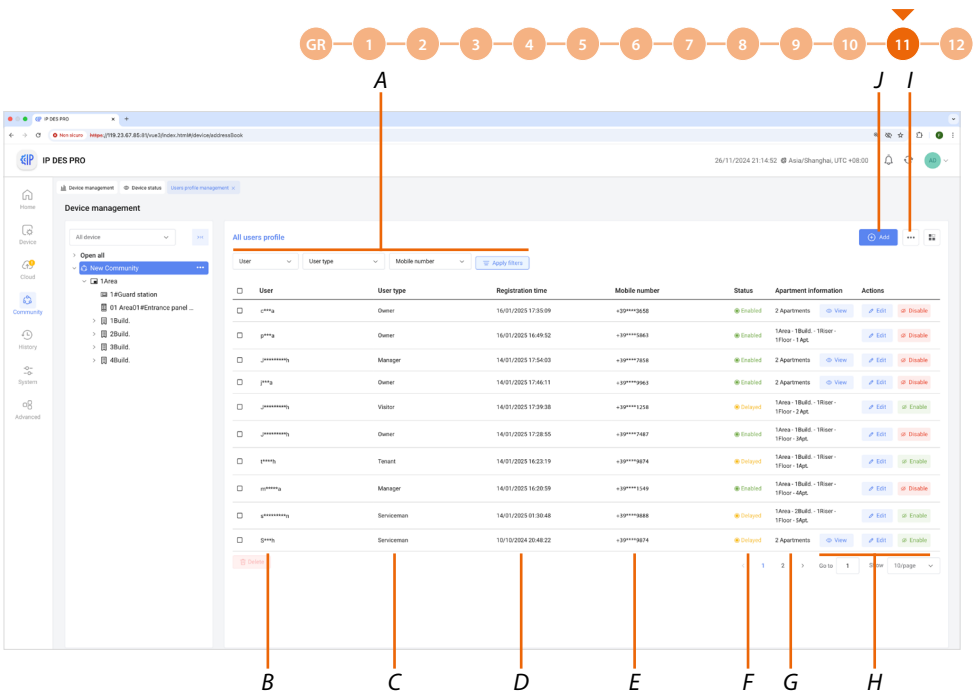 GR 1 2 3 4 5 6 7 8 9 10 11 12
A J I
IP DES PRO × +
Non sicuro https://119.23.67.85:81/vue3/index.html#/device/addressBook
IP DES PRO 26/11/2024 21:14:52 Asia/Shanghai, UTC +08:00 AD
Device management Device status Users profile management ×
Home
Device
Cloud
Community
History
System
Advanced
Device management
All device
Open all
New Community
1Area
1#Guard station
01 Area01#Entrance panel ...
1Build.
2Build.
3Build.
4Build.
All users profile Add
User User type Mobile number Apply filters
User User type Registration time Mobile number Status Apartment information Actions
c***a Owner 16/01/2025 17:35:09 +39****3658 Enabled 2 Apartments View Edit Disable
p***a Owner 16/01/2025 16:49:52 +39****5863 Enabled 1Area - 1Build. - 1Riser -
1Floor - 1 Apt. Edit Disable
J*********h Manager 14/01/2025 17:54:03 +39****7858 Enabled 2 Apartments View Edit Disable
j***a Owner 14/01/2025 17:46:11 +39****9963 Enabled 2 Apartments View Edit Disable
J*********h Visitor 14/01/2025 17:39:38 +39****1258 Delayed 1Area - 1Build. - 1Riser -
1Floor - 2 Apt. Edit Enable
J*********h Owner 14/01/2025 17:28:55 +39****7487 Enabled 1Area - 1Build. - 1Riser -
1Floor - 3Apt. Edit Disable
t****h Tenant 14/01/2025 16:23:19 +39****9874 Delayed 1Area - 1Build. - 1Riser -
1Floor - 1Apt. Edit Enable
m*****a Manager 14/01/2025 16:20:59 +39****1549 Enabled 1Area - 1Build. - 1Riser -
1Floor - 4Apt. Edit Disable
a*********n Serviceman 14/01/2025 01:30:48 +39****9888 Delayed 1Area - 2Build. - 1Riser -
1Floor - 5Apt. Edit Enable
S***h Serviceman 10/10/2024 20:48:22 +39****9874 Delayed 2 Apartments View Edit Enable
Delete 1 2 Go to 1 Show 10/page
B C D E F G H